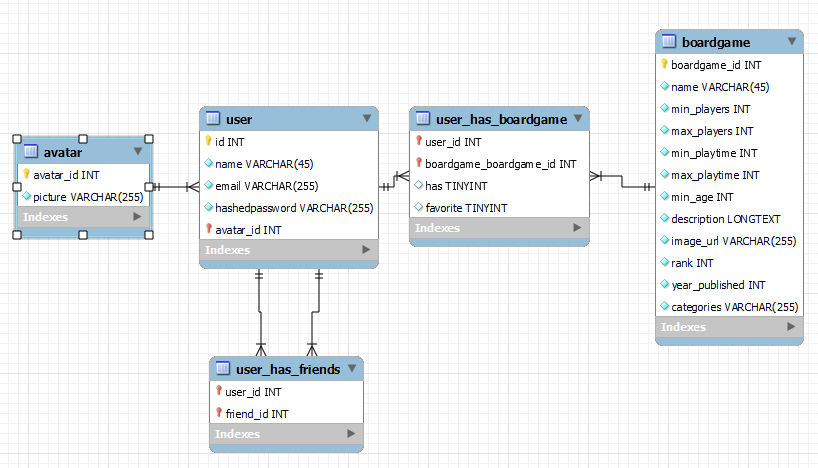 avatar
avatar_id INT
picture VARCHAR(255)
Indexes
user
id INT
name VARCHAR(45)
email VARCHAR(255)
hashedpassword VARCHAR(255)
avatar_id INT
Indexes
user_has_boardgame
user_id INT
boardgame_boardgame_id INT
has TINYINT
favorite TINYINT
Indexes
boardgame
boardgame_id INT
name VARCHAR(45)
min_players INT
max_players INT
min_playtime INT
max_playtime INT
min_age INT
description LONGTEXT
image_url VARCHAR(255)
rank INT
year_published INT
categories VARCHAR(255)
Indexes
user_has_friends
user_id INT
friend_id INT
Indexes